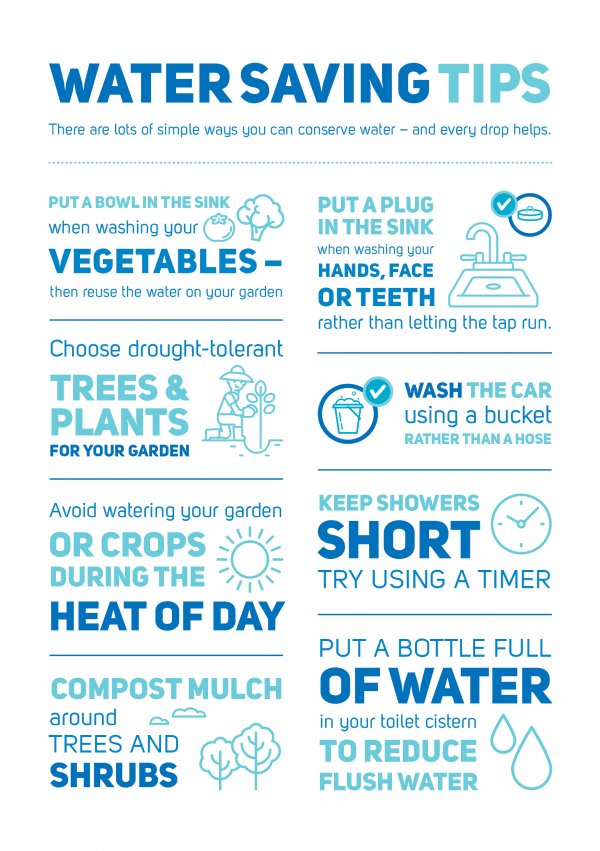 WATER SAVING TIPS
There are lots of simple ways you can conserve water – and every drop helps.
PUT A BOWL IN THE SINK
when washing your
VEGETABLES –
then reuse the water on your garden
Choose drought-tolerant
TREES &
PLANTS
FOR YOUR GARDEN
Avoid watering your garden
OR CROPS
DURING THE
HEAT OF DAY
COMPOST MULCH
around
TREES AND
SHRUBS
PUT A PLUG
IN THE SINK
when washing your
HANDS, FACE
OR TEETH
rather than letting the tap run.
WASH THE CAR
using a bucket
RATHER THAN A HOSE
KEEP SHOWERS
SHORT
TRY USING A TIMER
PUT A BOTTLE FULL
OF WATER
in your toilet cistern
TO REDUCE
FLUSH WATER